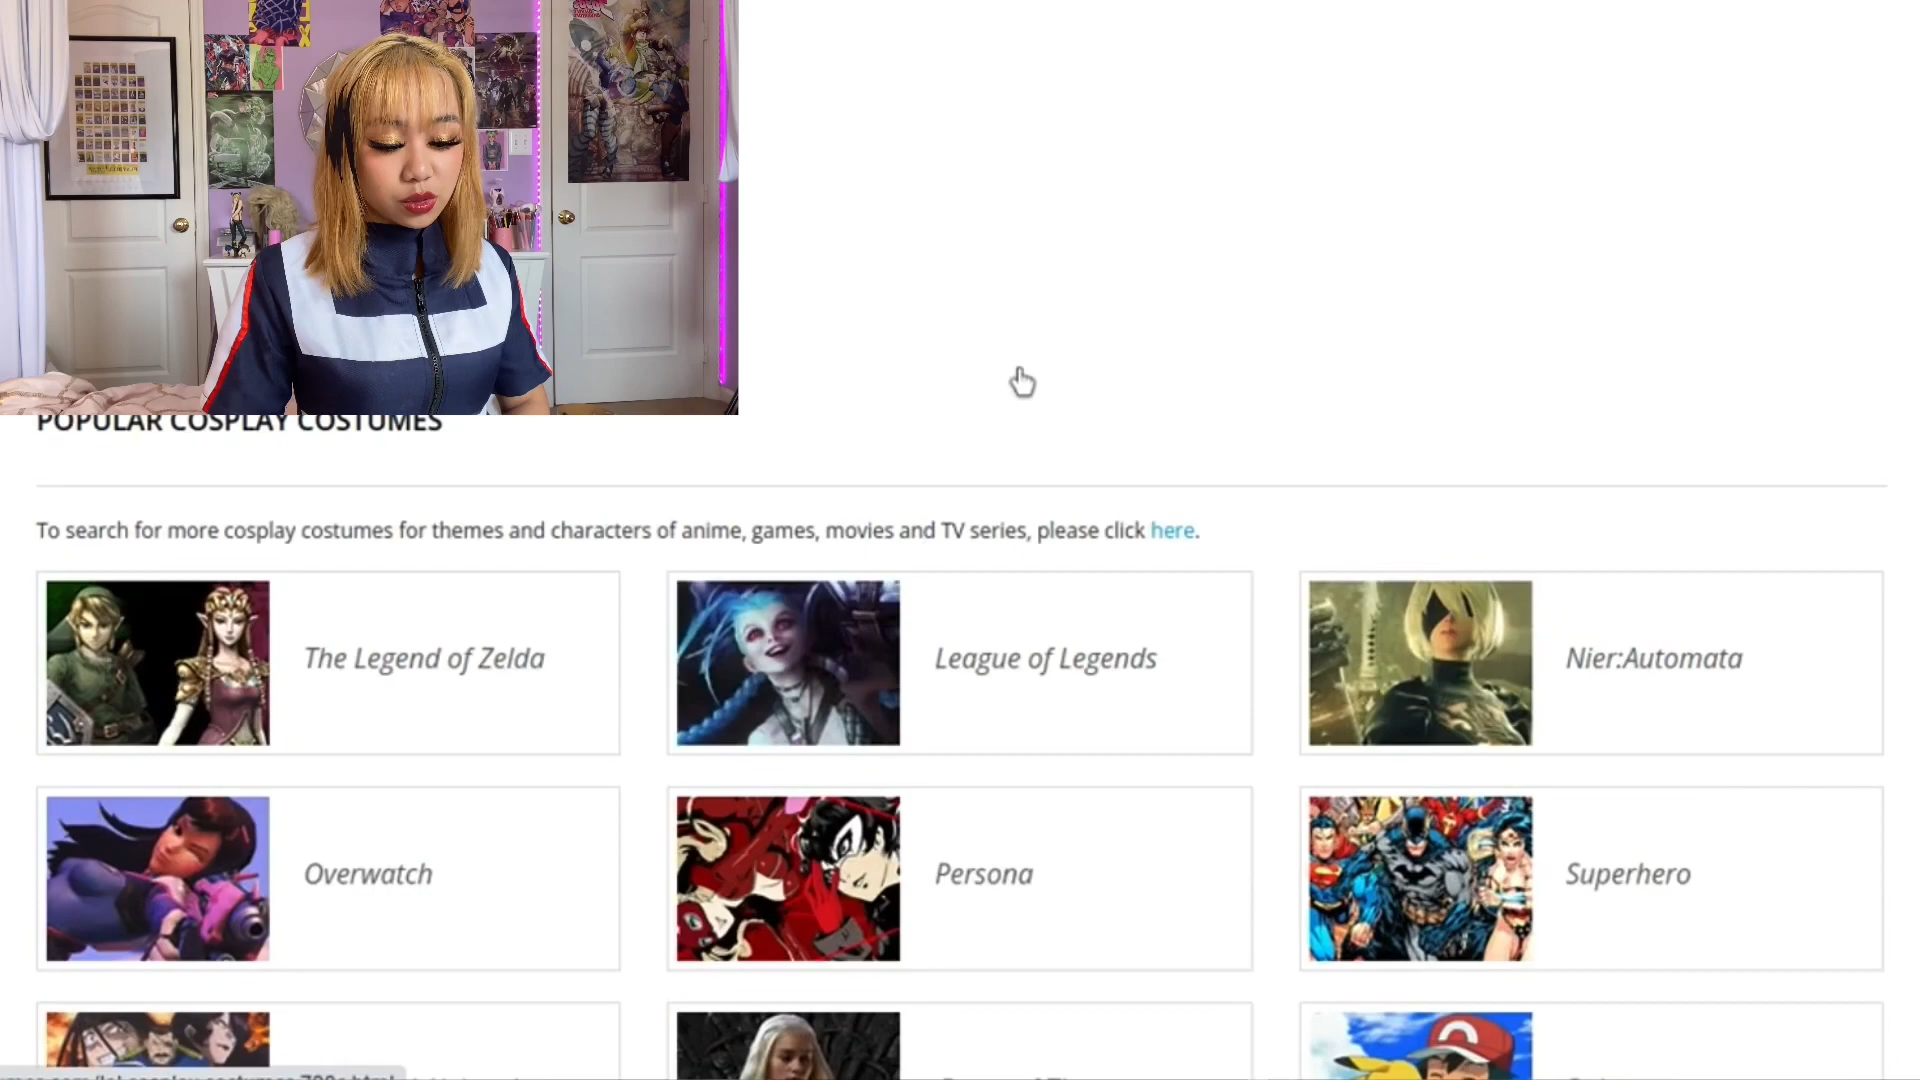 POPULAR COSPLAY COSTUMES
To search for more cosplay costumes for themes and characters of anime, games, movies and TV series, please click here.
The Legend of Zelda
League of Legends
Nier:Automata
Overwatch
Persona
Superhero